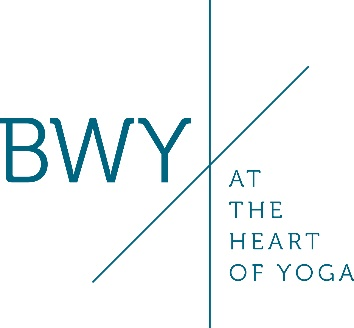 BWY
AT
THE
HEART
OF YOGA